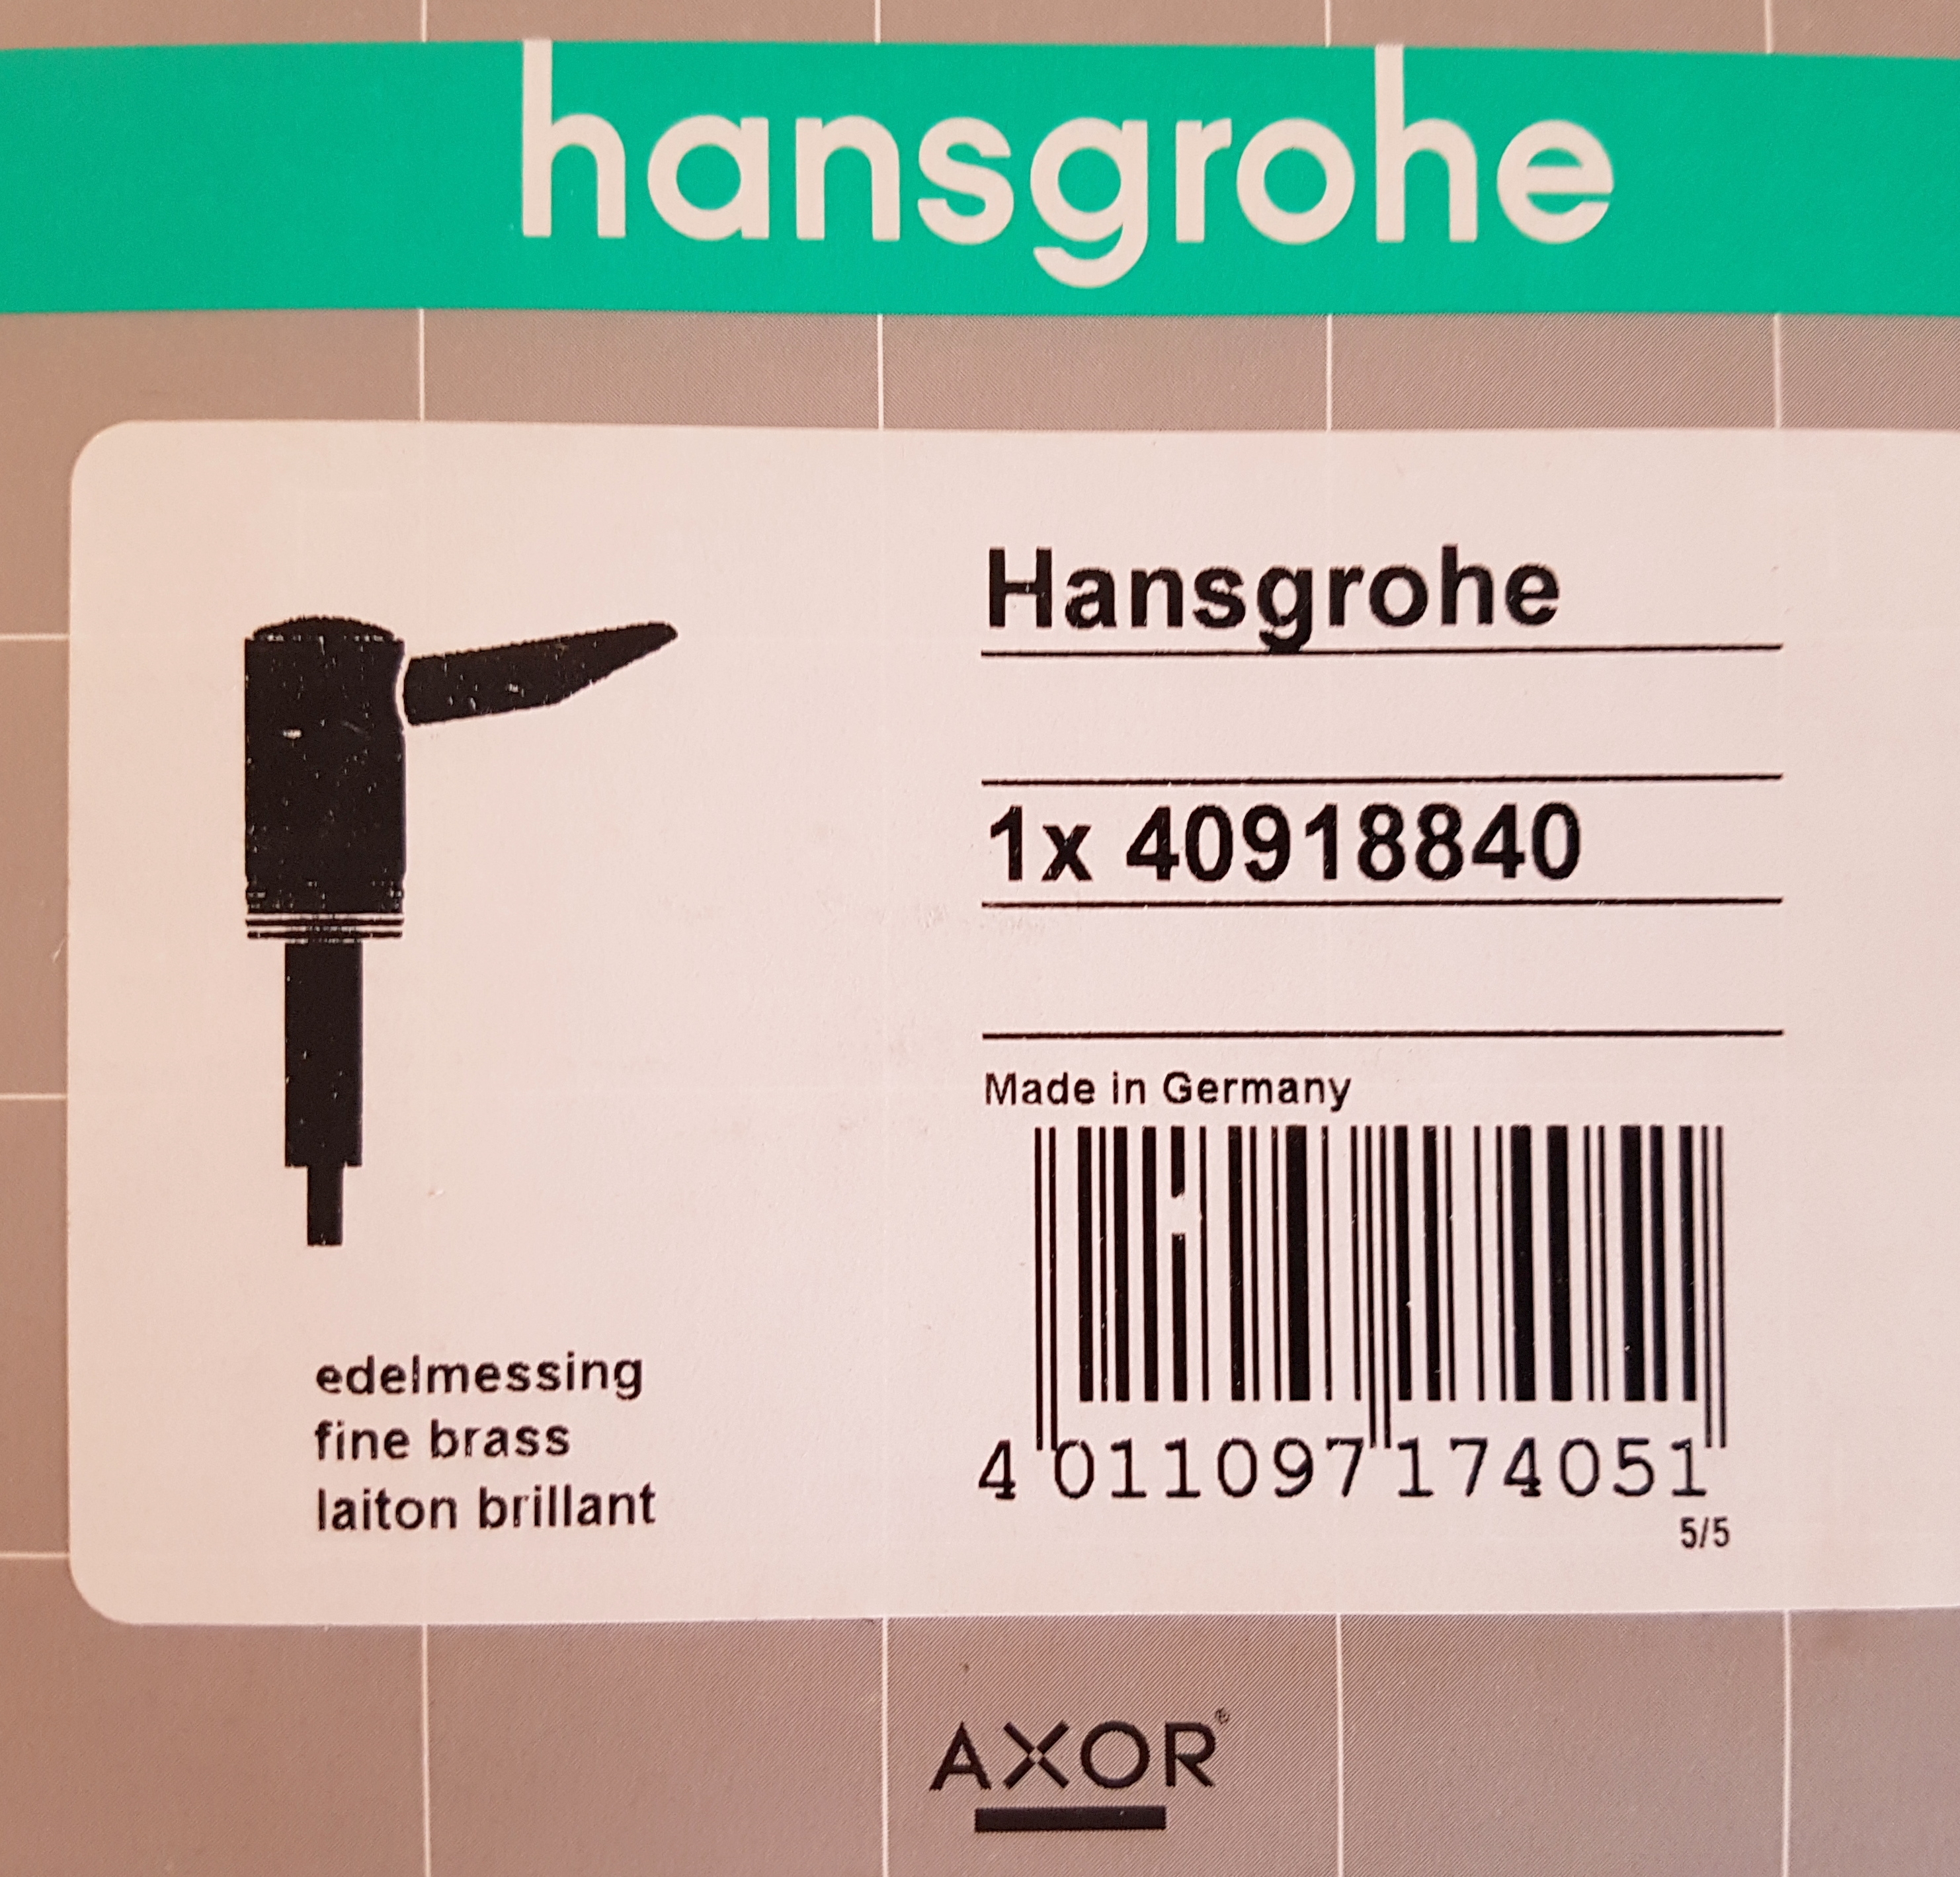 hansgrohe
Hansgrohe
1x 40918840
Made in Germany
4 011097 174051
5/5
edelmessing
fine brass
laiton brillant
AXOR®